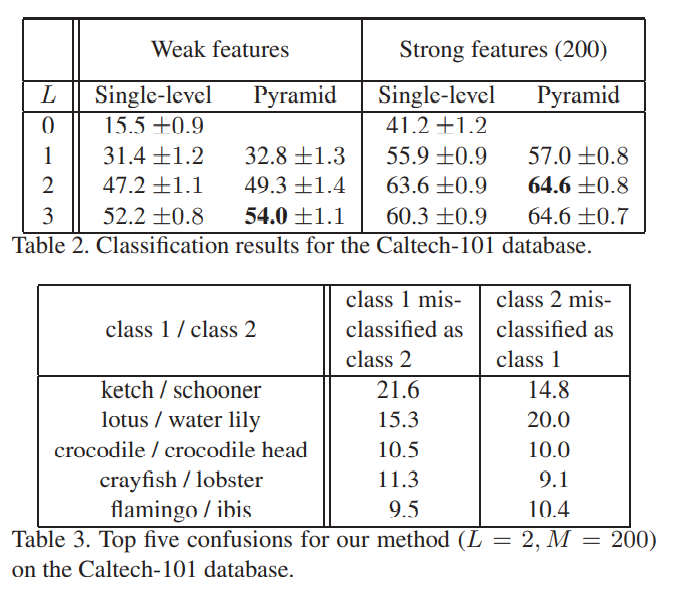 Weak features Strong features (200)
L Single-level Pyramid Single-level Pyramid
0 15.5 ±0.9 41.2 ±1.2
1 31.4 ±1.2 32.8 ±1.3 55.9 ±0.9 57.0 ±0.8
2 47.2 ±1.1 49.3 ±1.4 63.6 ±0.9 64.6 ±0.8
3 52.2 ±0.8 54.0 ±1.1 60.3 ±0.9 64.6 ±0.7
Table 2. Classification results for the Caltech-101 database.
class 1 / class 2 class 1 mis-classified as class 2 class 2 mis-classified as class 1
ketch / schooner 21.6 14.8
lotus / water lily 15.3 20.0
crocodile / crocodile head 10.5 10.0
crayfish / lobster 11.3 9.1
flamingo / ibis 9.5 10.4
Table 3. Top five confusions for our method (L = 2, M = 200)
on the Caltech-101 database.